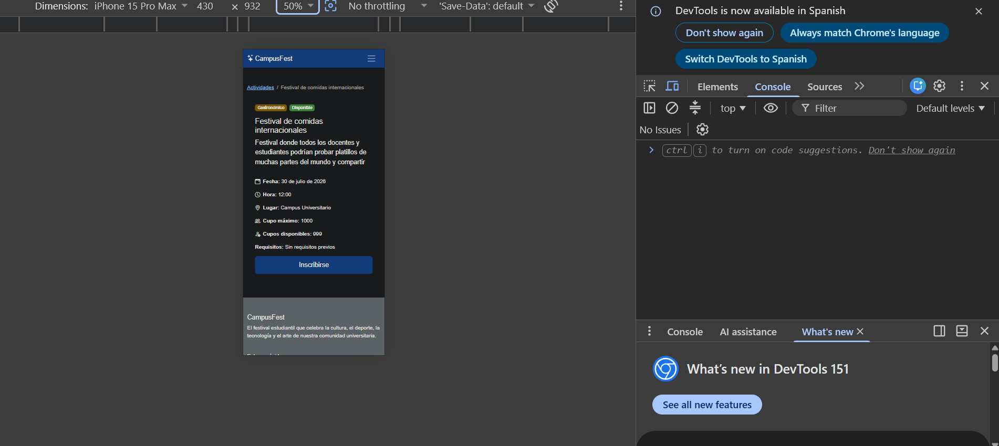 Dimensions: iPhone 15 Pro Max 430 × 932 50% No throttling 'Save-Data': default
CampusFest
Actividades / Festival de comidas internacionales
Gastronómico Disponible
Festival de comidas
internacionales
Festival donde todos los docentes y
estudiantes podrían probar platillos de
muchas partes del mundo y compartir
Fecha: 30 de julio de 2026
Hora: 12:00
Lugar: Campus Universitario
Cupo máximo: 1000
Cupos disponibles: 999
Requisitos: Sin requisitos previos
Inscribirse
CampusFest
El festival estudiantil que celebra la cultura, el deporte, la
tecnología y el arte de nuestra comunidad universitaria.
DevTools is now available in Spanish
Don't show again Always match Chrome's language
Switch DevTools to Spanish
Elements Console Sources
top Filter Default levels
No Issues
ctrl i to turn on code suggestions. Don't show again
Console AI assistance What's new
What's new in DevTools 151
See all new features